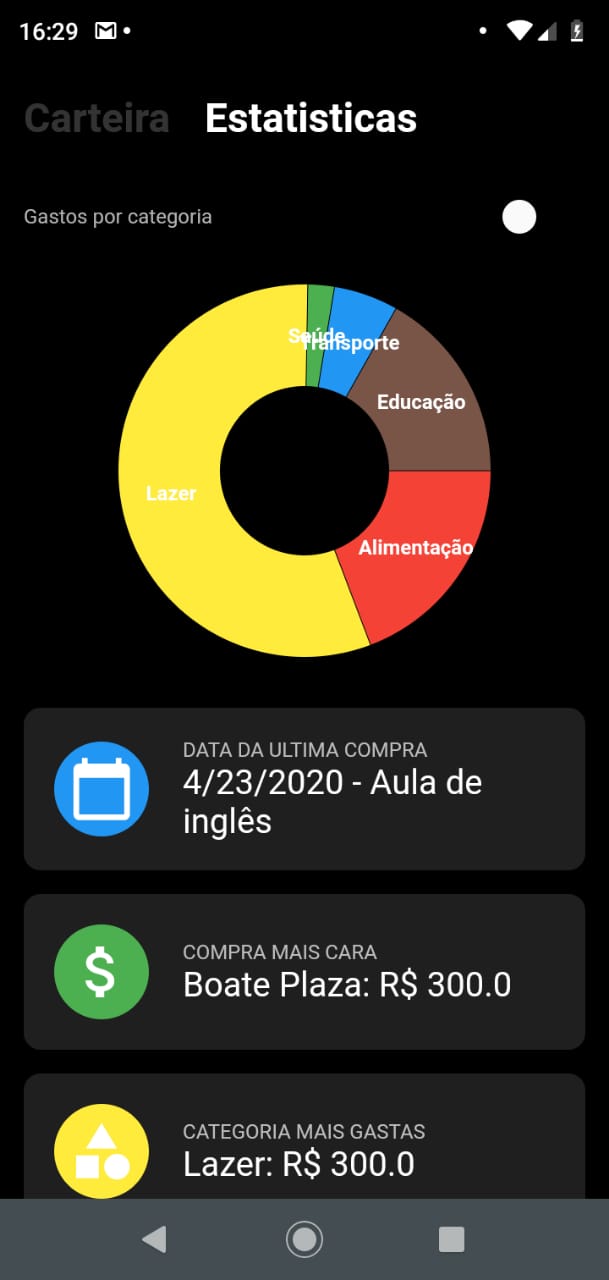 16:29
Carteira Estatisticas
Gastos por categoria
Saúde
Transporte
Educação
Lazer
Alimentação
DATA DA ULTIMA COMPRA
4/23/2020 - Aula de
inglês
COMPRA MAIS CARA
Boate Plaza: R$ 300.0
CATEGORIA MAIS GASTAS
Lazer: R$ 300.0